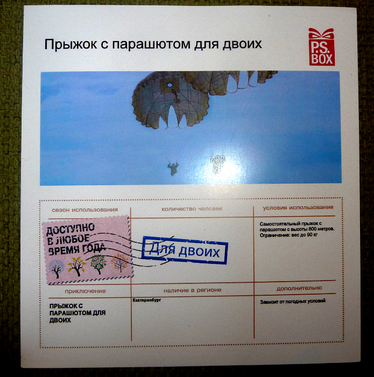 Прыжок с парашютом для двоих
P.S.
BOX
сезон использования
количество человек
условия использования
ДОСТУПНО
В ЛЮБОЕ
ВРЕМЯ ГОДА
Для двоих
Самостоятельный прыжок с
парашютом с высоты 800 метров.
Ограничение: вес до 90 кг
приключение
наличие в регионе
дополнительно
ПРЫЖОК С
ПАРАШЮТОМ ДЛЯ
ДВОИХ
Екатеринбург
Зависит от погодных условий